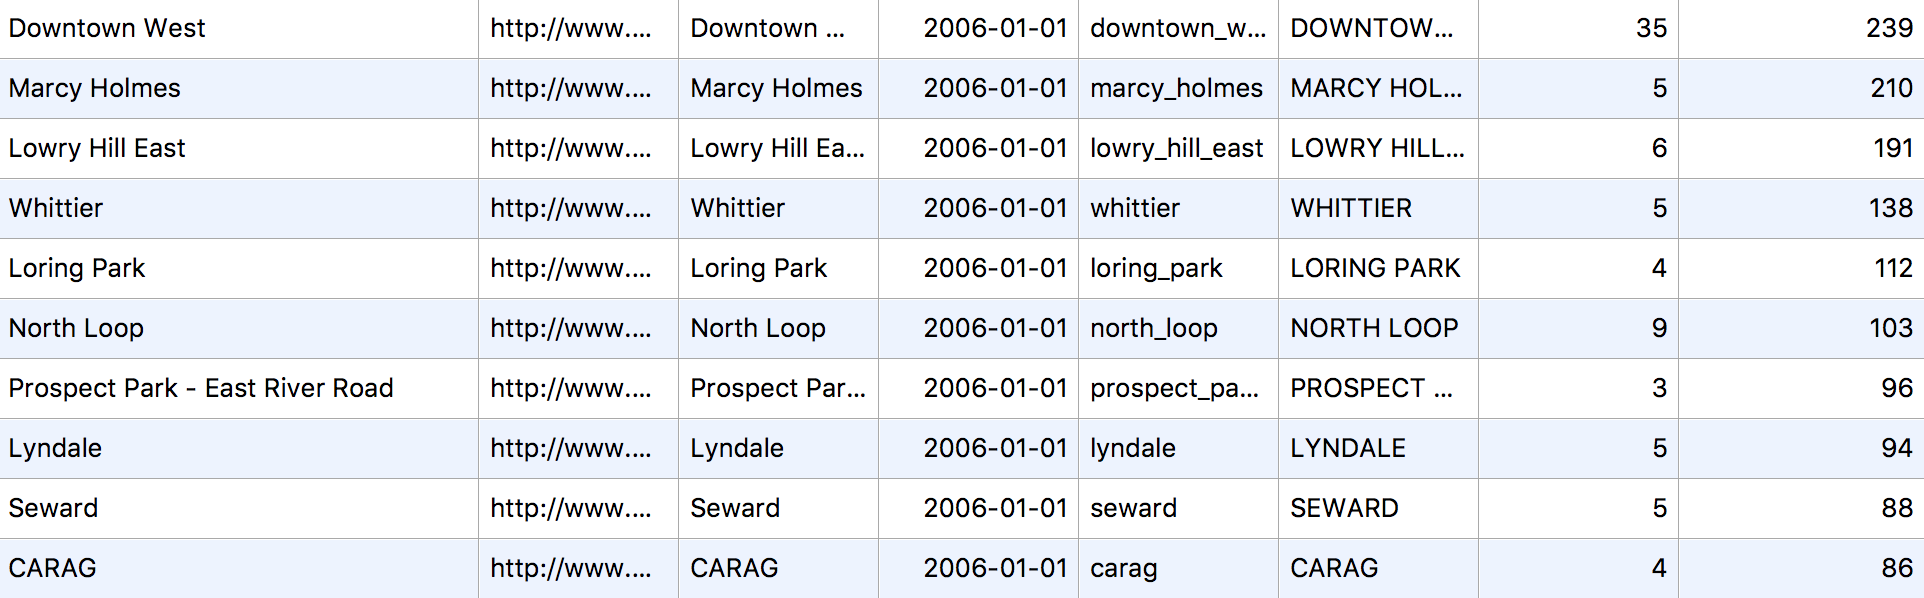 Downtown West http://www.... Downtown ... 2006-01-01 downtown_w... DOWNTOW... 35 239
Marcy Holmes http://www.... Marcy Holmes 2006-01-01 marcy_holmes MARCY HOL... 5 210
Lowry Hill East http://www.... Lowry Hill Ea... 2006-01-01 lowry_hill_east LOWRY HILL... 6 191
Whittier http://www.... Whittier 2006-01-01 whittier WHITTIER 5 138
Loring Park http://www.... Loring Park 2006-01-01 loring_park LORING PARK 4 112
North Loop http://www.... North Loop 2006-01-01 north_loop NORTH LOOP 9 103
Prospect Park - East River Road http://www.... Prospect Par... 2006-01-01 prospect_pa... PROSPECT ... 3 96
Lyndale http://www.... Lyndale 2006-01-01 lyndale LYNDALE 5 94
Seward http://www.... Seward 2006-01-01 seward SEWARD 5 88
CARAG http://www.... CARAG 2006-01-01 carag CARAG 4 86